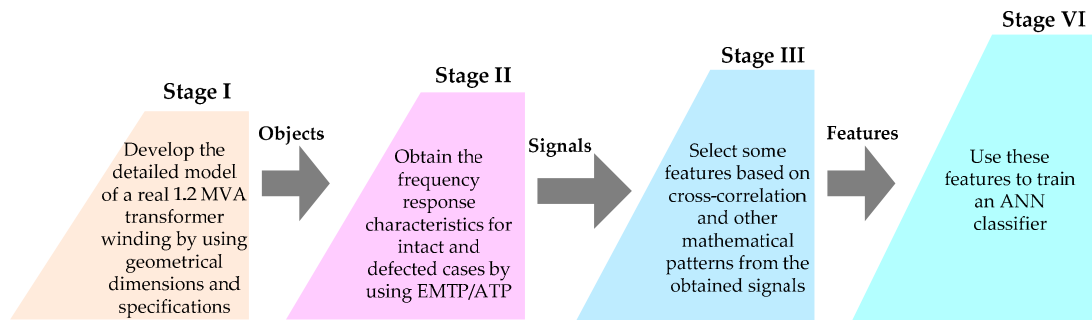 Stage I
Develop the
detailed model
of a real 1.2 MVA
transformer
winding by using
geometrical
dimensions and
specifications
Objects
Stage II
Obtain the
frequency
response
characteristics for
intact and
defected cases by
using EMTP/ATP
Signals
Stage III
Select some
features based on
cross-correlation
and other
mathematical
patterns from the
obtained signals
Features
Stage VI
Use these
features to train
an ANN
classifier